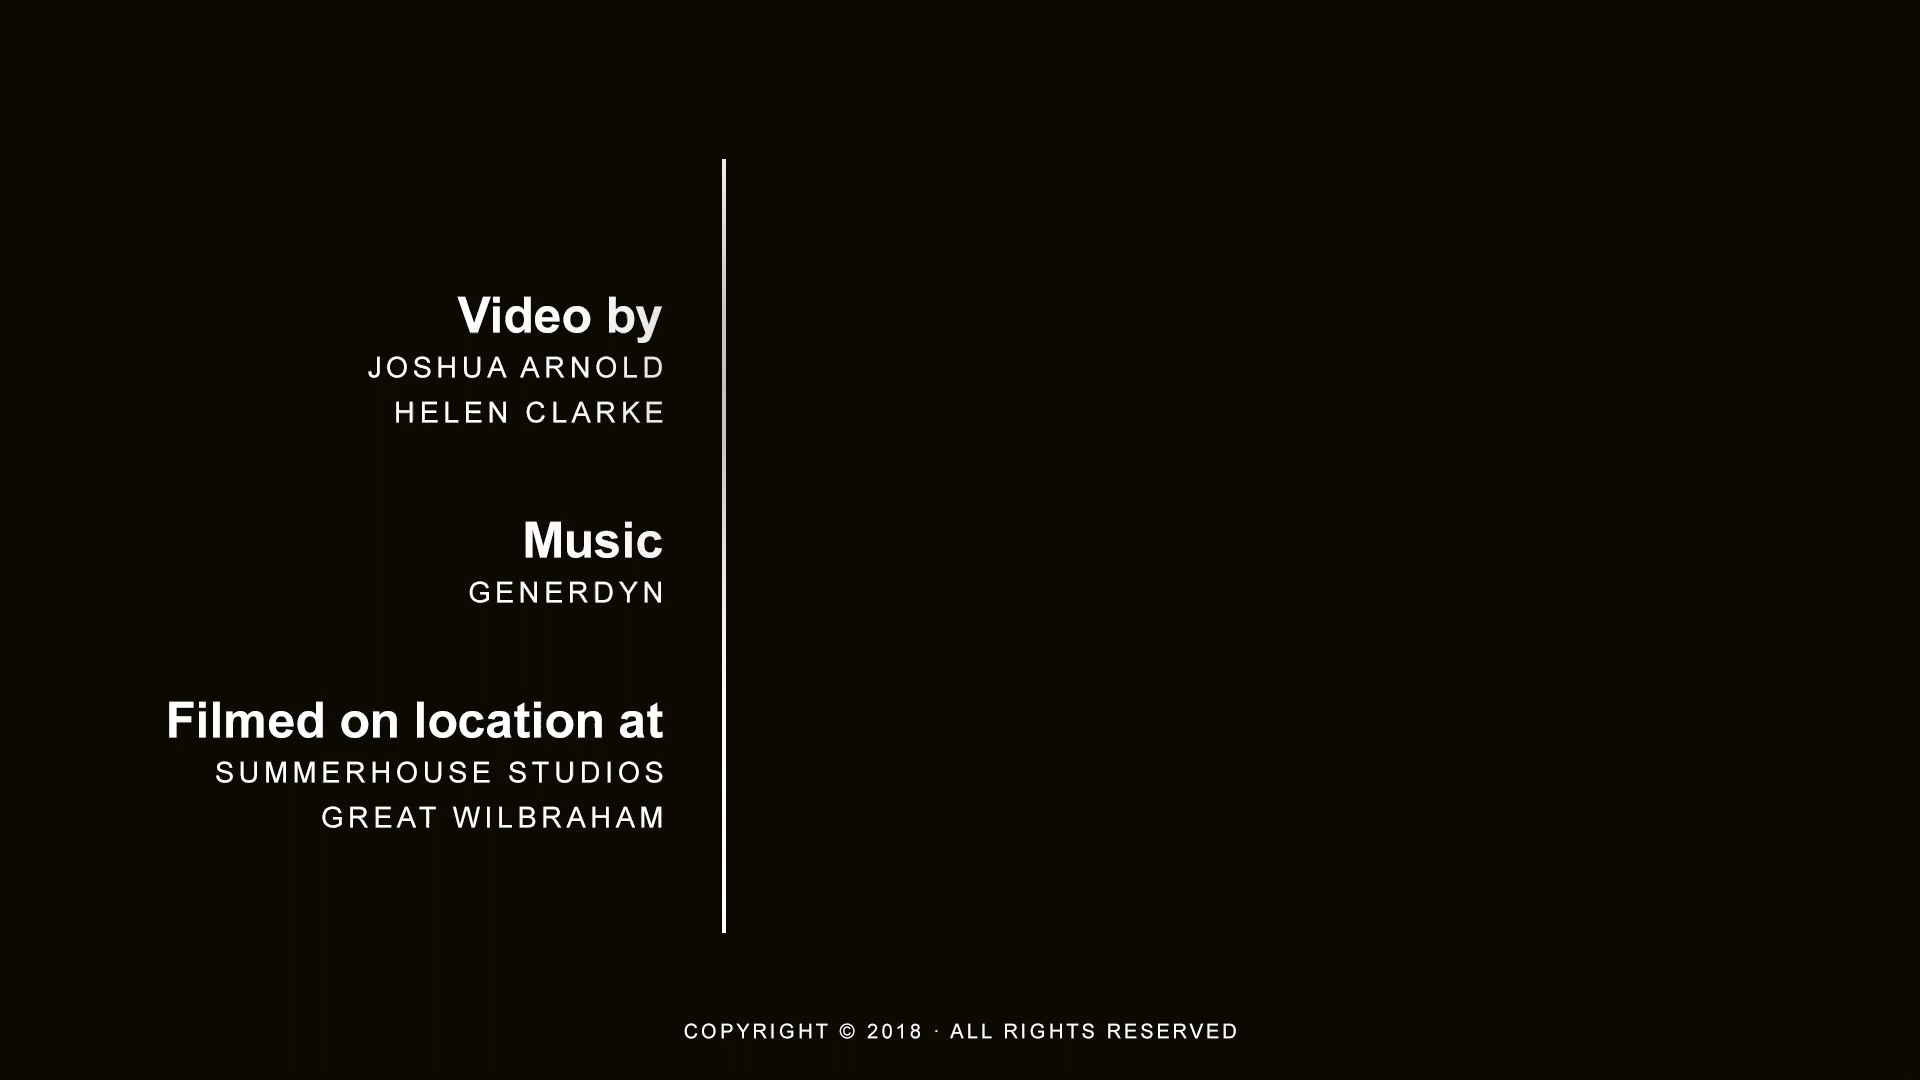 Video by
JOSHUA ARNOLD
HELEN CLARKE
Music
GENERDYN
Filmed on location at
SUMMERHOUSE STUDIOS
GREAT WILBRAHAM
COPYRIGHT © 2018 · ALL RIGHTS RESERVED